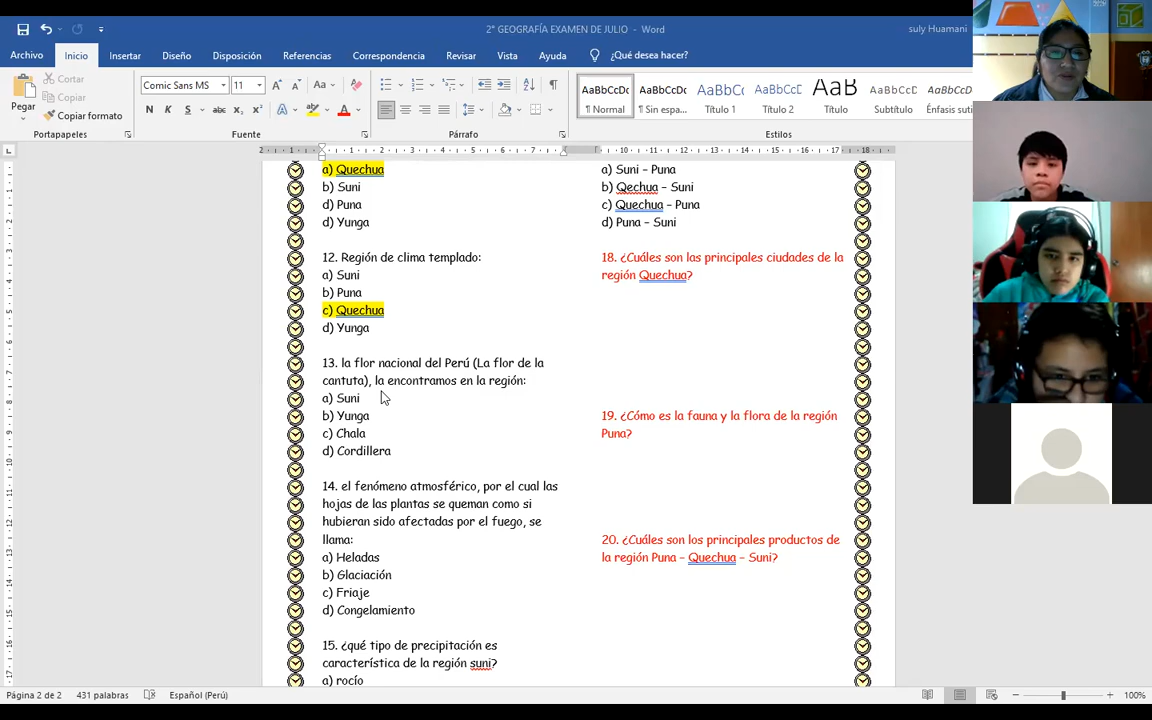 2° GEOGRAFÍA EXAMEN DE JULIO - Word
suly Huamani
Archivo
Inicio
Insertar
Diseño
Disposición
Referencias
Correspondencia
Revisar
Vista
Ayuda
¿Qué desea hacer?
Pegar
Cortar
Copiar
Copiar formato
Portapapeles
Comic Sans MS
11
N K S abc x₂ x²
Fuente
Párrafo
AaBbCcDc
¶ Normal
AaBbCcDc
¶ Sin espa...
AaBbCc
Título 1
AaBbCcC
Título 2
AaB
Título
AaBbCcC
Subtítulo
AaBbCcDc
Énfasis suti
Estilos
a) Quechua
b) Suni
d) Puna
d) Yunga
12. Región de clima templado:
a) Suni
b) Puna
c) Quechua
d) Yunga
13. la flor nacional del Perú (La flor de la
cantuta), la encontramos en la región:
a) Suni
b) Yunga
c) Chala
d) Cordillera
14. el fenómeno atmosférico, por el cual las
hojas de las plantas se queman como si
hubieran sido afectadas por el fuego, se
llama:
a) Heladas
b) Glaciación
c) Friaje
d) Congelamiento
15. ¿qué tipo de precipitación es
característica de la región suni?
a) rocío
a) Suni – Puna
b) Qechua – Suni
c) Quechua – Puna
d) Puna – Suni
18. ¿Cuáles son las principales ciudades de la
región Quechua?
19. ¿Cómo es la fauna y la flora de la región
Puna?
20. ¿Cuáles son los principales productos de
la región Puna – Quechua – Suni?
Página 2 de 2
431 palabras
Español (Perú)
100%